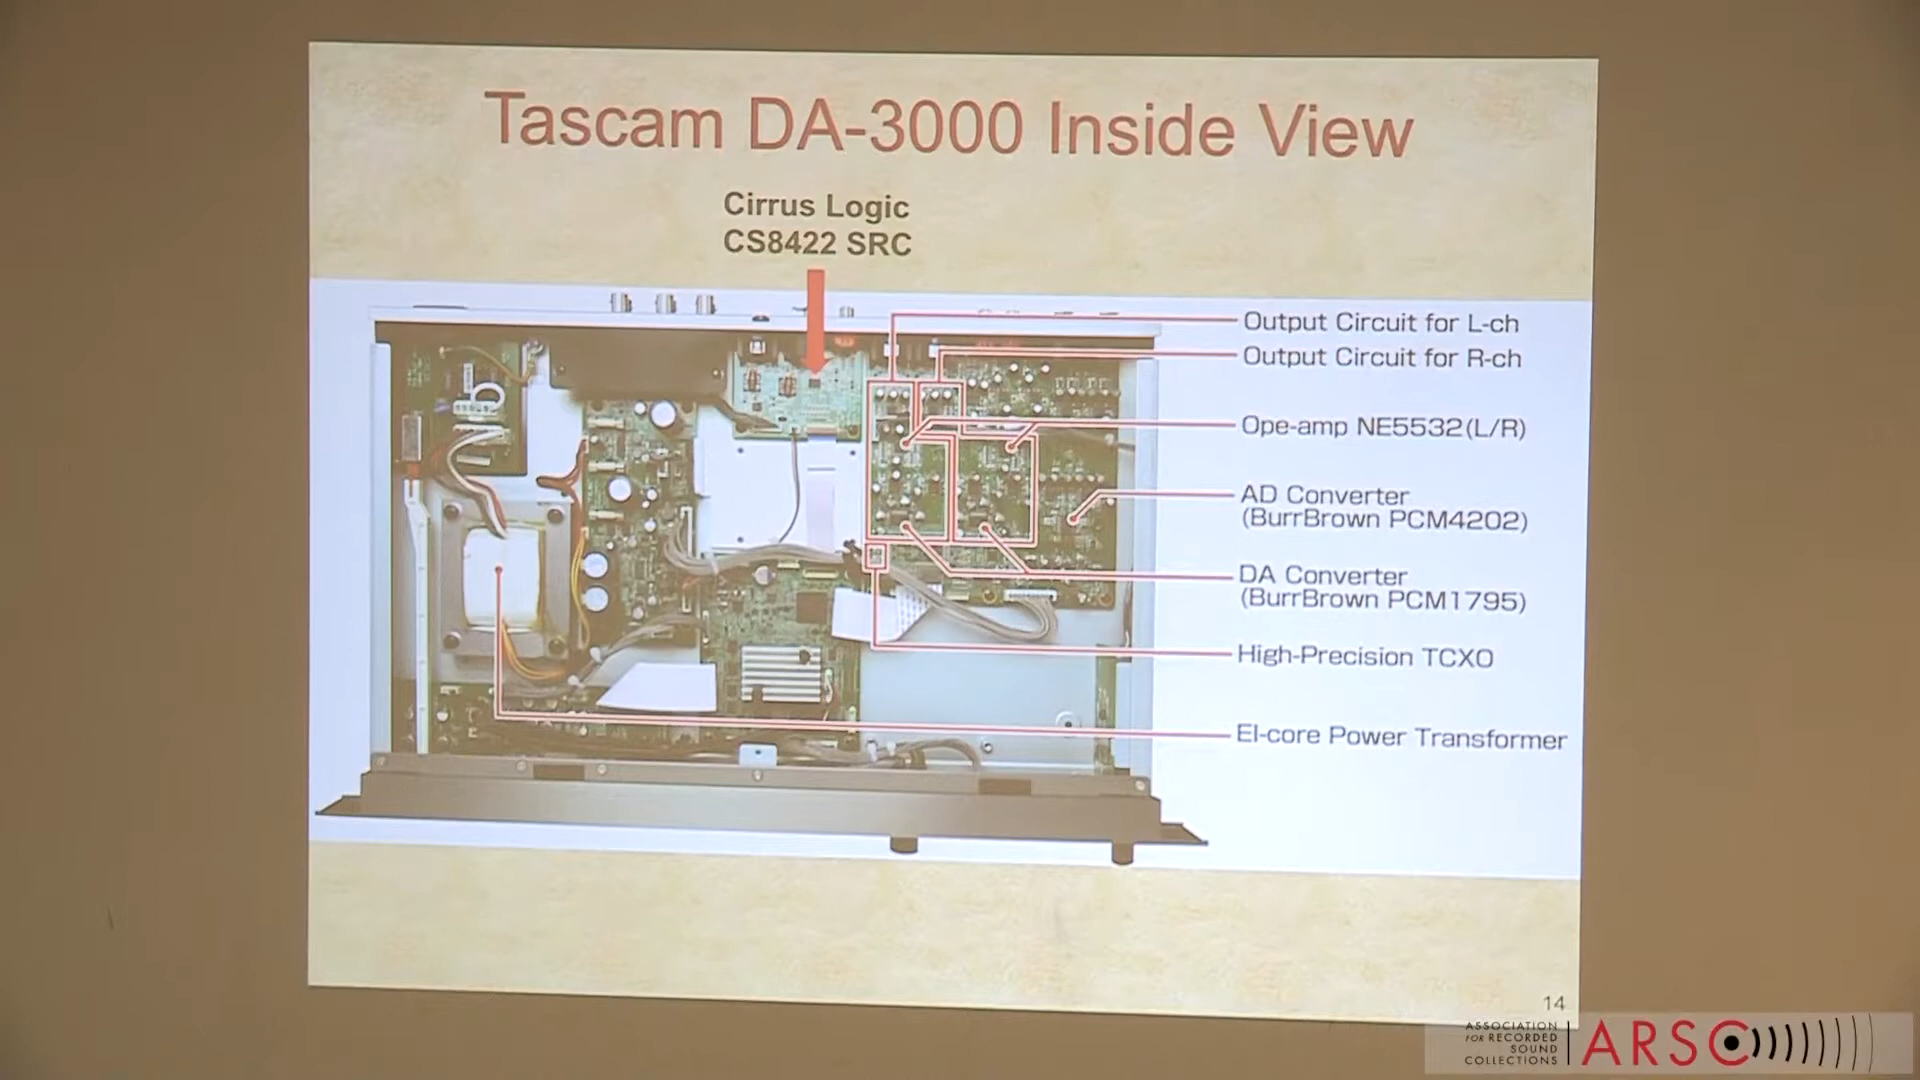 Tascam DA-3000 Inside View
Cirrus Logic
CS8422 SRC
Output Circuit for L-ch
Output Circuit for R-ch
Ope-amp NE5532(L/R)
AD Converter
(BurrBrown PCM4202)
DA Converter
(BurrBrown PCM1795)
High-Precision TCXO
EI-core Power Transformer
14
ASSOCIATION
FOR RECORDED
SOUND
COLLECTIONS
ARSC